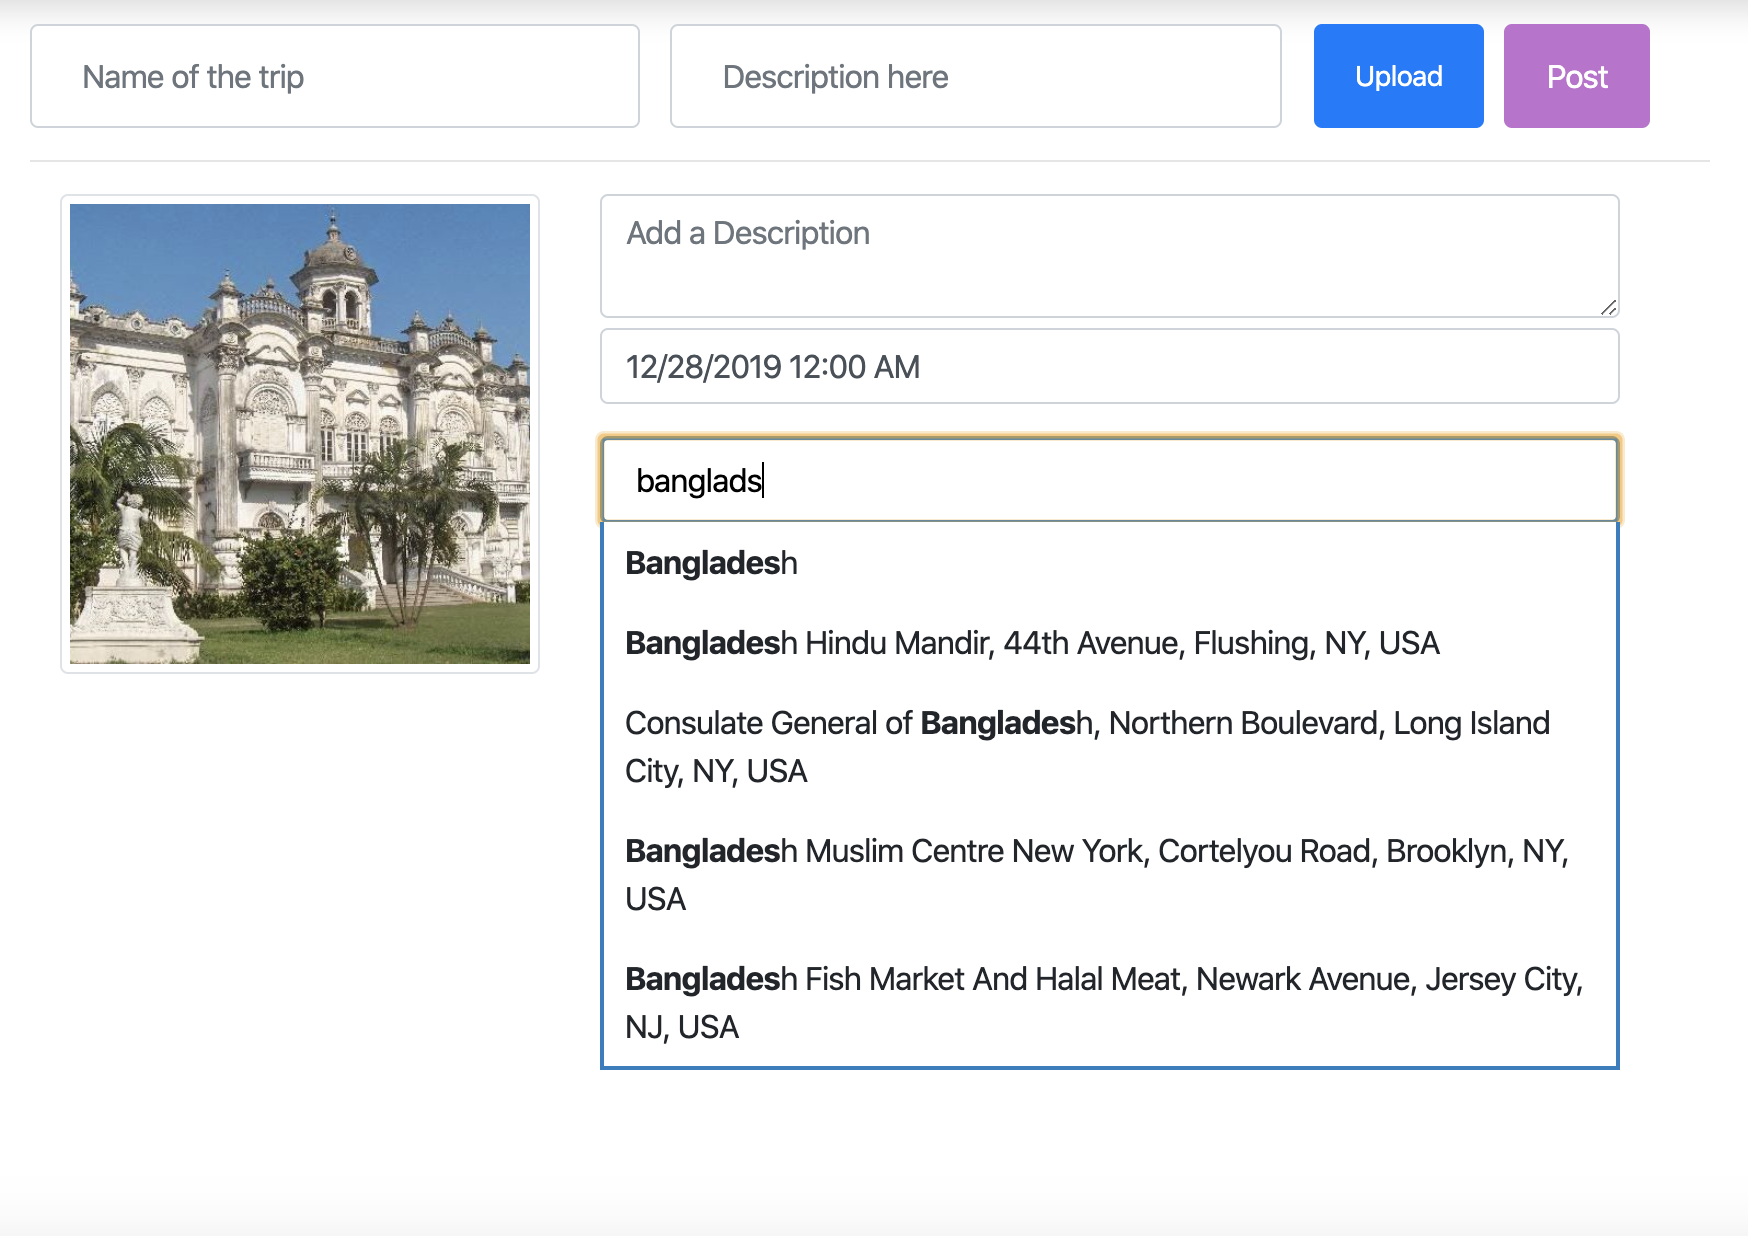 Name of the trip
Description here
Upload
Post
Add a Description
12/28/2019 12:00 AM
banglads
Bangladesh
Bangladesh Hindu Mandir, 44th Avenue, Flushing, NY, USA
Consulate General of Bangladesh, Northern Boulevard, Long Island
City, NY, USA
Bangladesh Muslim Centre New York, Cortelyou Road, Brooklyn, NY,
USA
Bangladesh Fish Market And Halal Meat, Newark Avenue, Jersey City,
NJ, USA